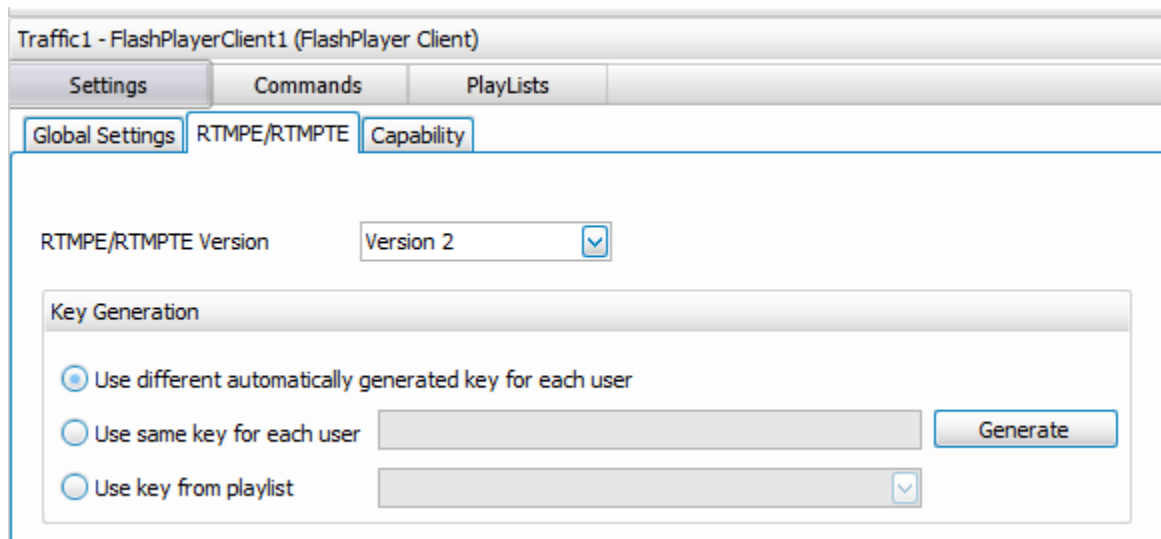 Traffic1 - FlashPlayerClient1 (FlashPlayer Client)
Settings Commands PlayLists
Global Settings RTMPE/RTMPTE Capability
RTMPE/RTMPTE Version Version 2
Key Generation
Use different automatically generated key for each user
Use same key for each user Generate
Use key from playlist